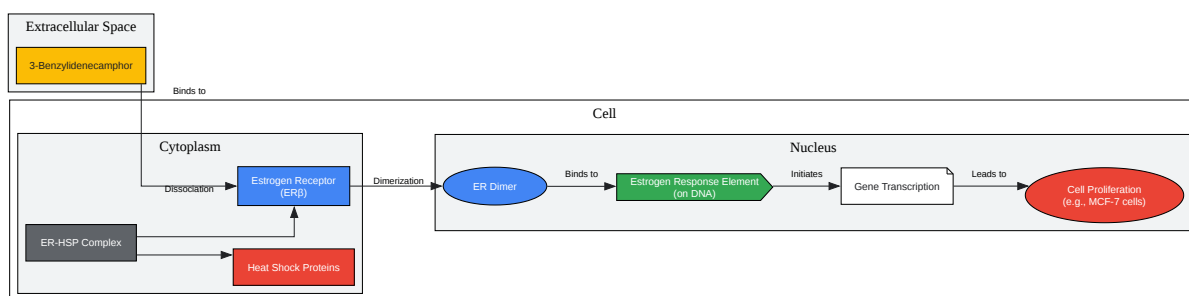 Extracellular Space
3-Benzylidenecamphor
Binds to
Cell
Cytoplasm
Dissociation
Estrogen Receptor
(ERβ)
ER-HSP Complex
Heat Shock Proteins
Dimerization
Nucleus
ER Dimer
Binds to
Estrogen Response Element
(on DNA)
Initiates
Gene Transcription
Leads to
Cell Proliferation
(e.g., MCF-7 cells)